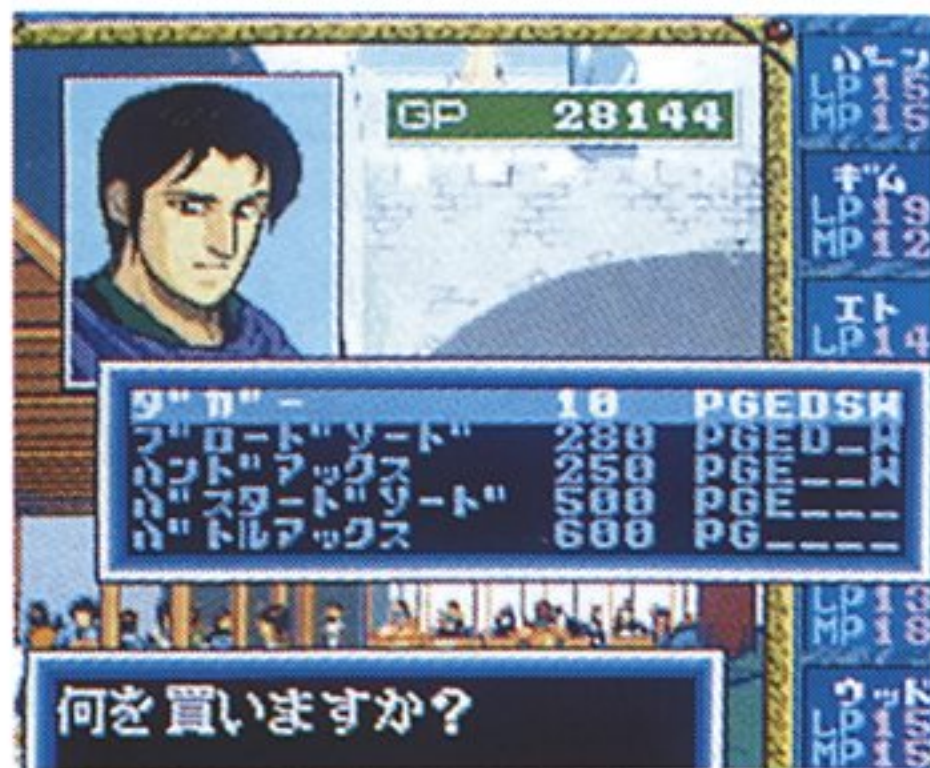 GP 28144
ダガー 10 PGEDSW
ブロードソード 280 PGED_W
ハンドアックス 250 PGE__W
バスタードソード 500 PGE___
バトルアックス 600 PG____
何を買いますか?
パーン
LP15
MP15
ギム
LP19
MP12
エト
LP14
MP18
ウッド
LP15
MP15